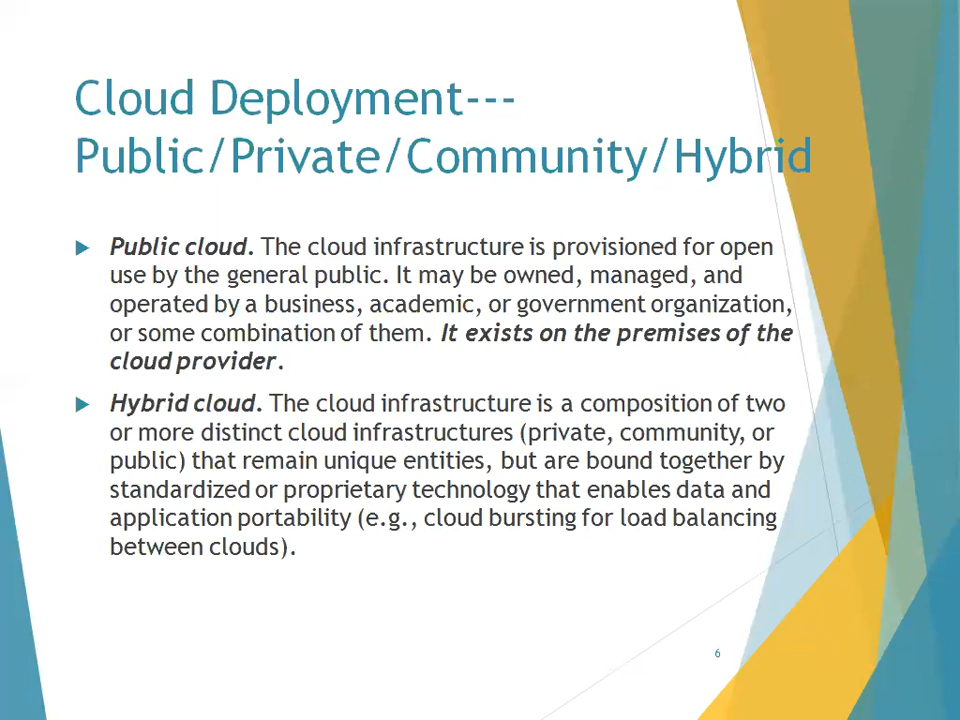 Cloud Deployment---
Public/Private/Community/Hybrid
Public cloud. The cloud infrastructure is provisioned for open
use by the general public. It may be owned, managed, and
operated by a business, academic, or government organization,
or some combination of them. It exists on the premises of the
cloud provider.
Hybrid cloud. The cloud infrastructure is a composition of two
or more distinct cloud infrastructures (private, community, or
public) that remain unique entities, but are bound together by
standardized or proprietary technology that enables data and
application portability (e.g., cloud bursting for load balancing
between clouds).
6